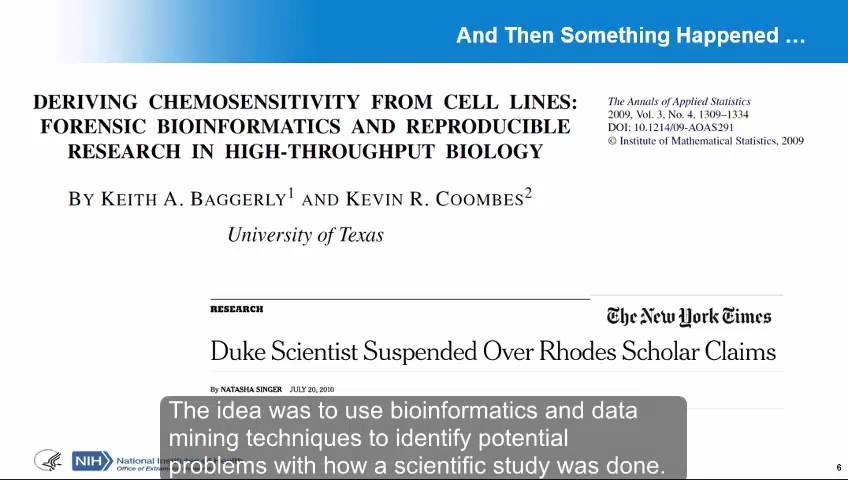 And Then Something Happened ...
DERIVING CHEMOSENSITIVITY FROM CELL LINES:
FORENSIC BIOINFORMATICS AND REPRODUCIBLE
RESEARCH IN HIGH-THROUGHPUT BIOLOGY
The Annals of Applied Statistics
2009, Vol. 3, No. 4, 1309–1334
DOI: 10.1214/09-AOAS291
© Institute of Mathematical Statistics, 2009
BY KEITH A. BAGGERLY1 AND KEVIN R. COOMBES2
University of Texas
RESEARCH
The New York Times
Duke Scientist Suspended Over Rhodes Scholar Claims
By NATASHA SINGER JULY 20, 2010
The idea was to use bioinformatics and data
mining techniques to identify potential
problems with how a scientific study was done.
NIH
National
Office of
6